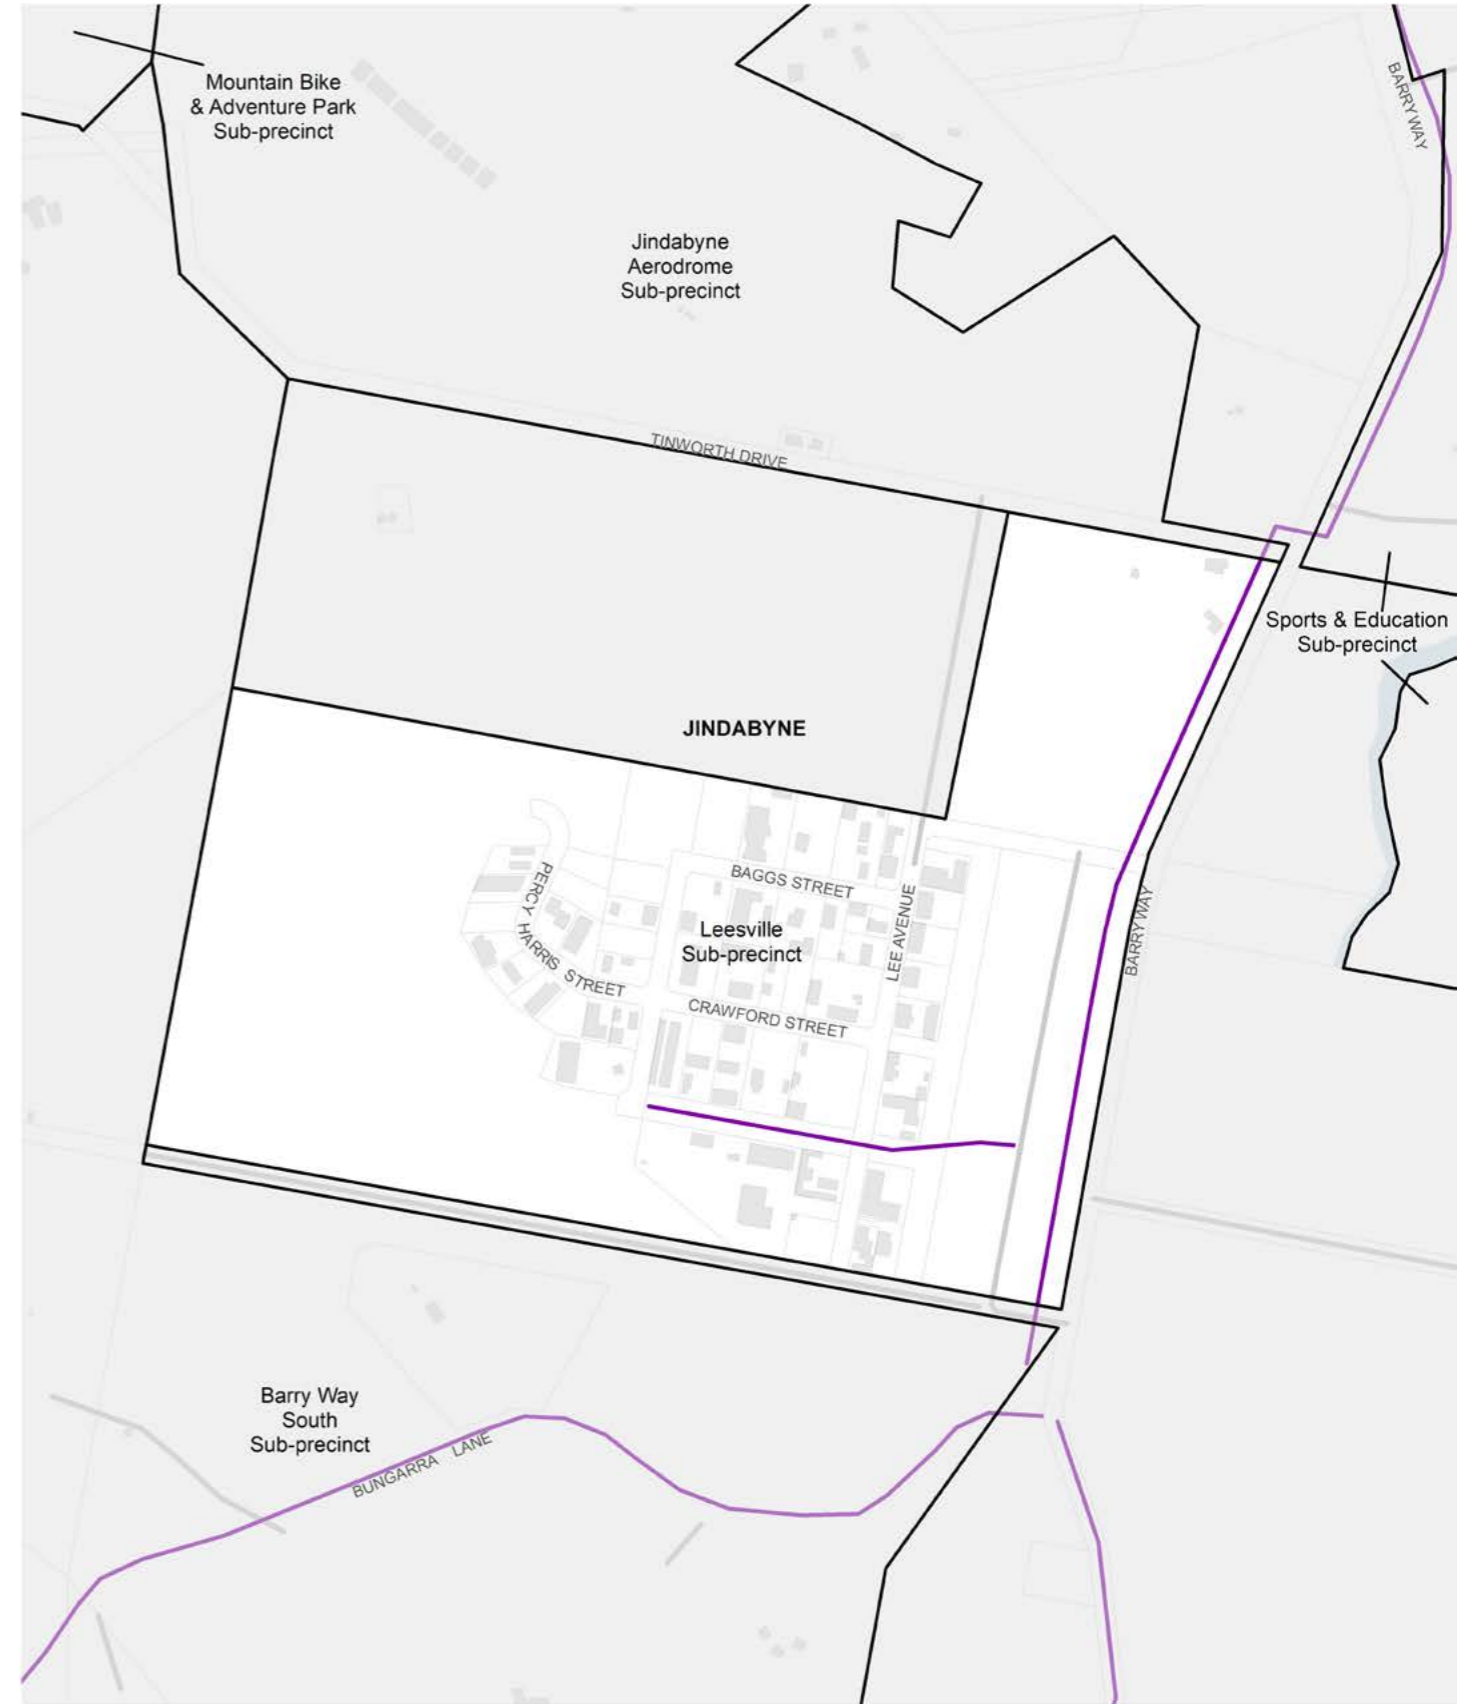 Mountain Bike
& Adventure Park
Sub-precinct
BARRY WAY
Jindabyne
Aerodrome
Sub-precinct
TINWORTH DRIVE
Sports & Education
Sub-precinct
JINDABYNE
PERCY HARRIS STREET
BAGGS STREET
LEE AVENUE
BARRY WAY
Leesville
Sub-precinct
CRAWFORD STREET
Barry Way
South
Sub-precinct
BUNGARRA LANE